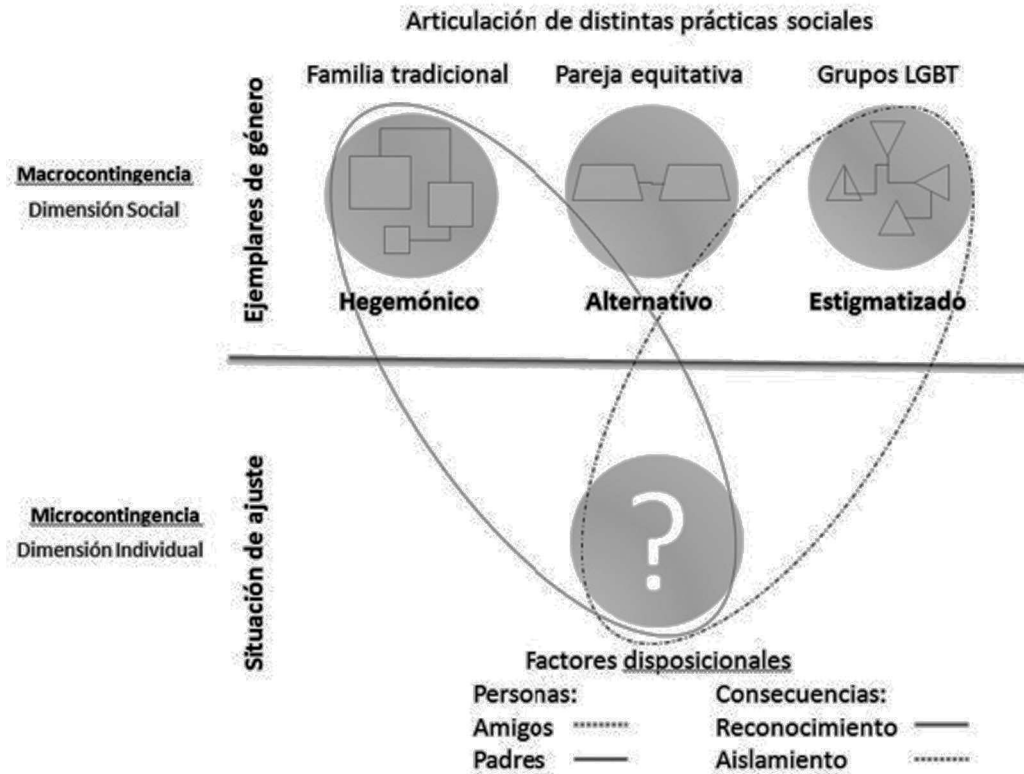 Articulación de distintas prácticas sociales
Familia tradicional
Pareja equitativa
Grupos LGBT
Macrocontingencia
Dimensión Social
Ejemplares de género
Hegemónico
Alternativo
Estigmatizado
Microcontingencia
Dimensión Individual
Situación de ajuste
?
Factores disposicionales
Personas:
Amigos
Padres
Consecuencias:
Reconocimiento
Aislamiento